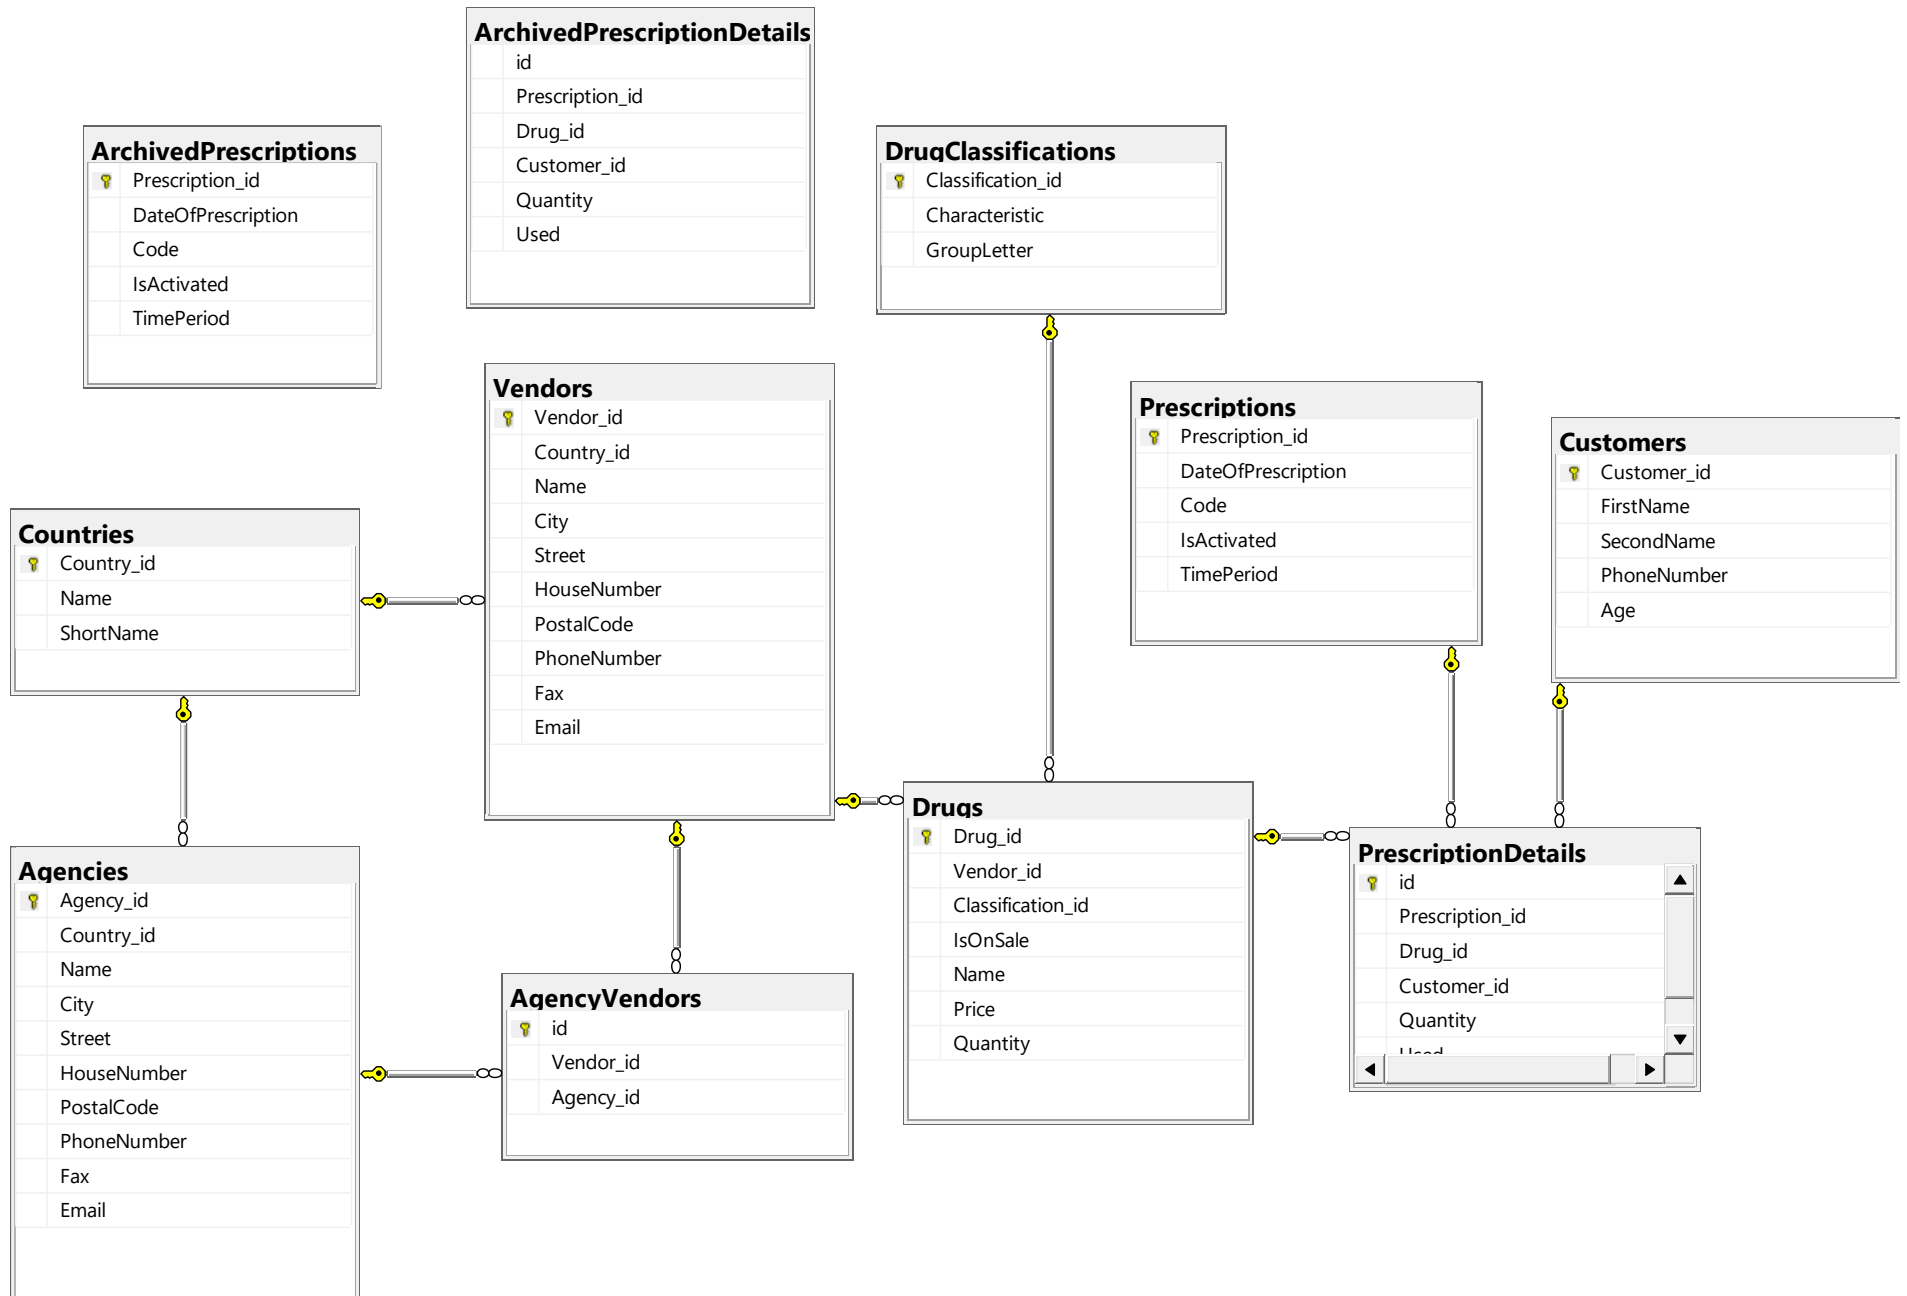 ArchivedPrescriptionDetails
id
Prescription_id
Drug_id
Customer_id
Quantity
Used
ArchivedPrescriptions
Prescription_id
DateOfPrescription
Code
IsActivated
TimePeriod
DrugClassifications
Classification_id
Characteristic
GroupLetter
Vendors
Vendor_id
Country_id
Name
City
Street
HouseNumber
PostalCode
PhoneNumber
Fax
Email
Prescriptions
Prescription_id
DateOfPrescription
Code
IsActivated
TimePeriod
Customers
Customer_id
FirstName
SecondName
PhoneNumber
Age
Countries
Country_id
Name
ShortName
Agencies
Agency_id
Country_id
Name
City
Street
HouseNumber
PostalCode
PhoneNumber
Fax
Email
AgencyVendors
id
Vendor_id
Agency_id
Drugs
Drug_id
Vendor_id
Classification_id
IsOnSale
Name
Price
Quantity
PrescriptionDetails
id
Prescription_id
Drug_id
Customer_id
Quantity
Used